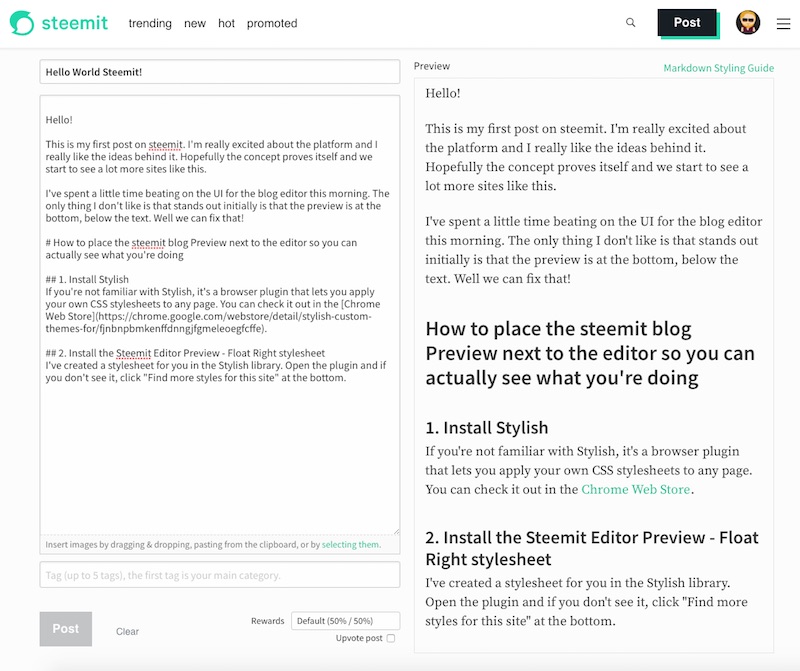 steemit
trending new hot promoted
Post
Hello World Steemit!
Hello!
This is my first post on steemit. I'm really excited about the platform and I
really like the ideas behind it. Hopefully the concept proves itself and we
start to see a lot more sites like this.
I've spent a little time beating on the UI for the blog editor this morning. The
only thing I don't like is that stands out initially is that the preview is at the
bottom, below the text. Well we can fix that!
# How to place the steemit blog Preview next to the editor so you can
actually see what you're doing
## 1. Install Stylish
If you're not familiar with Stylish, it's a browser plugin that lets you apply
your own CSS stylesheets to any page. You can check it out in the [Chrome
Web Store](https://chrome.google.com/webstore/detail/stylish-custom-
themes-for/fjnbnpbmkenffdnngjfgmeleoegfcffe).
## 2. Install the Steemit Editor Preview - Float Right stylesheet
I've created a stylesheet for you in the Stylish library. Open the plugin and if
you don't see it, click "Find more styles for this site" at the bottom.
Insert images by dragging & dropping, pasting from the clipboard, or by selecting them.
Tag (up to 5 tags), the first tag is your main category.
Post
Clear
Rewards
Default (50% / 50%)
Upvote post
Preview
Markdown Styling Guide
Hello!
This is my first post on steemit. I'm really excited about
the platform and I really like the ideas behind it.
Hopefully the concept proves itself and we start to see a
lot more sites like this.
I've spent a little time beating on the UI for the blog editor
this morning. The only thing I don't like is that stands out
initially is that the preview is at the bottom, below the
text. Well we can fix that!
How to place the steemit blog
Preview next to the editor so you can
actually see what you're doing
1. Install Stylish
If you're not familiar with Stylish, it's a browser plugin
that lets you apply your own CSS stylesheets to any page.
You can check it out in the Chrome Web Store.
2. Install the Steemit Editor Preview - Float
Right stylesheet
I've created a stylesheet for you in the Stylish library.
Open the plugin and if you don't see it, click "Find more
styles for this site" at the bottom.